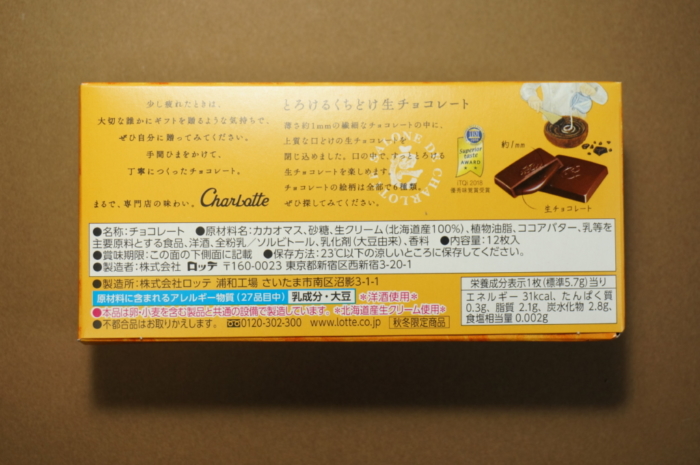 少し疲れたときは、
大切な誰かにギフトを贈るような気持ちで、
ぜひ自分に贈ってみてください。
手間ひまをかけて、
丁寧につくったチョコレート。
まるで、専門店の味わい。 Charlotte
とろけるくちどけ 生チョコレート
薄さ約1mmの繊細なチョコレートの中に、
上質な口どけの生チョコレートを
閉じ込めました。口の中で、すっととろける
生チョコレートを楽しめます。
チョコレートの絵柄は全部で6種類。
ぜひ探してみてください。
Superior
taste
AWARD
iTQi 2018
優秀味覚賞受賞
約1mm
生チョコレート
●名称:チョコレート ●原材料名:カカオマス、砂糖、生クリーム(北海道産100%)、植物油脂、ココアバター、乳等を
主要原料とする食品、洋酒、全粉乳/ソルビトール、乳化剤(大豆由来)、香料 ●内容量:12枚入
●賞味期限:この面の下側面に記載 ●保存方法:23℃以下の涼しいところに保存してください。
●製造者:株式会社 ロッテ 〒160-0023 東京都新宿区西新宿3-20-1
●製造所:株式会社ロッテ 浦和工場 さいたま市南区沼影3-1-1
原材料に含まれるアレルギー物質(27品目中) 乳成分・大豆 *洋酒使用*
●本品は卵・小麦を含む製品と共通の設備で製造しています。*北海道産生クリーム使用*
●不都合品はお取りかえします。 0120-302-300 www.lotte.co.jp 秋冬限定商品
栄養成分表示1枚(標準5.7g)当り
エネルギー 31kcal、たんぱく質
0.3g、脂質 2.1g、炭水化物 2.8g、
食塩相当量 0.002g